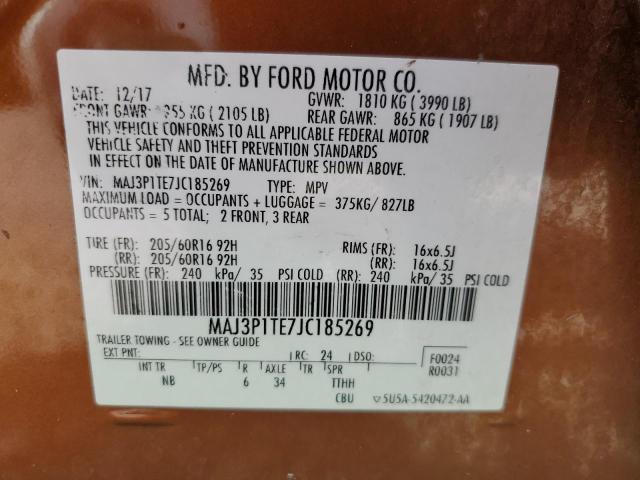 MFD. BY FORD MOTOR CO.
DATE: 12/17 GVWR: 1810 KG ( 3990 LB)
FRONT GAWR: 955 KG ( 2105 LB) REAR GAWR: 865 KG ( 1907 LB)
THIS VEHICLE CONFORMS TO ALL APPLICABLE FEDERAL MOTOR
VEHICLE SAFETY AND THEFT PREVENTION STANDARDS
IN EFFECT ON THE DATE OF MANUFACTURE SHOWN ABOVE.
VIN: MAJ3P1TE7JC185269 TYPE: MPV
MAXIMUM LOAD = OCCUPANTS + LUGGAGE = 375KG/ 827LB
OCCUPANTS = 5 TOTAL; 2 FRONT, 3 REAR
TIRE (FR): 205/60R16 92H RIMS (FR): 16x6.5J
(RR): 205/60R16 92H (RR): 16x6.5J
PRESSURE (FR): 240 kPa/ 35 PSI COLD (RR): 240 kPa/ 35 PSI COLD
MAJ3P1TE7JC185269
TRAILER TOWING - SEE OWNER GUIDE
EXT PNT: RC: 24 DSO: F0024
R0031
INT TR TP/PS R AXLE TR SPR
NB 6 34 TTHH
CBU ▽5U5A-5420472-AA